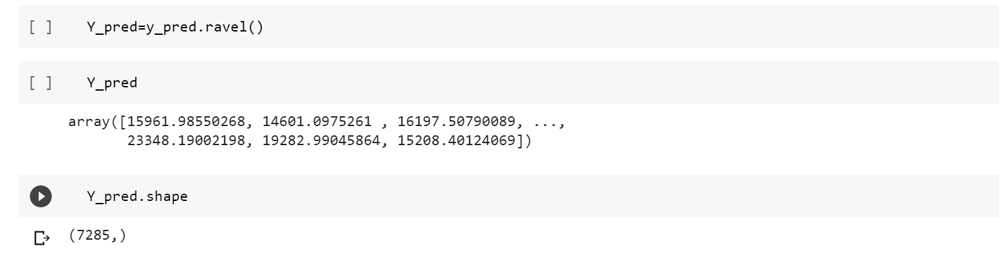 [ ] Y_pred=y_pred.ravel()
[ ] Y_pred
array([15961.98550268, 14601.0975261 , 16197.50790089, ...,
23348.19002198, 19282.99045864, 15208.40124069])
Y_pred.shape
(7285,)